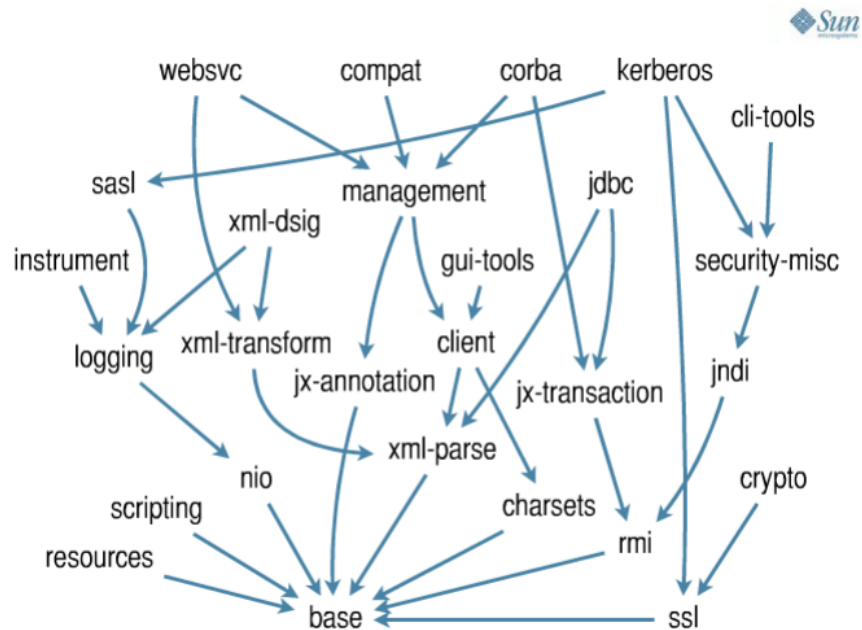 Sun
microsystems
websvc
compat
corba
kerberos
cli-tools
sasl
management
jdbc
xml-dsig
instrument
gui-tools
security-misc
logging
xml-transform
client
jx-annotation
jx-transaction
jndi
xml-parse
nio
charsets
crypto
scripting
resources
rmi
base
ssl